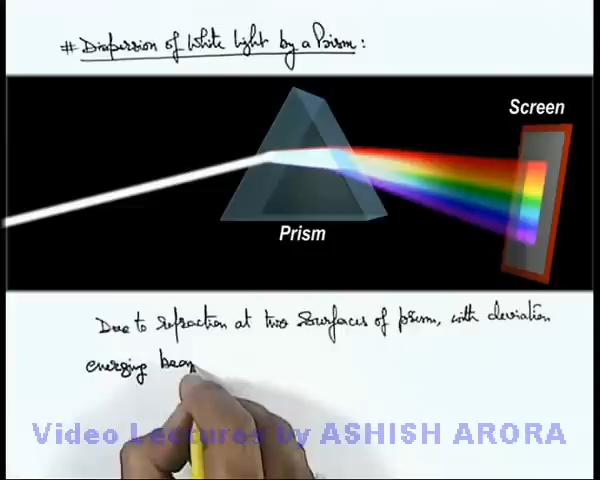 # Dispersion of White light by a Prism :
Screen
Prism
Due to refraction at two surfaces of prism, with deviation
emerging beam
Video Lectures by ASHISH ARORA